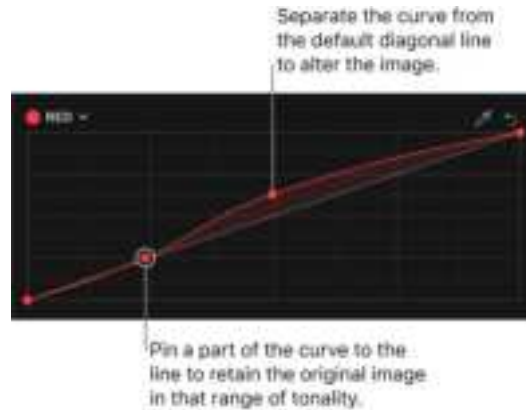 Separate the curve from
the default diagonal line
to alter the image.
RED
Pin a part of the curve to the
line to retain the original image
in that range of tonality.